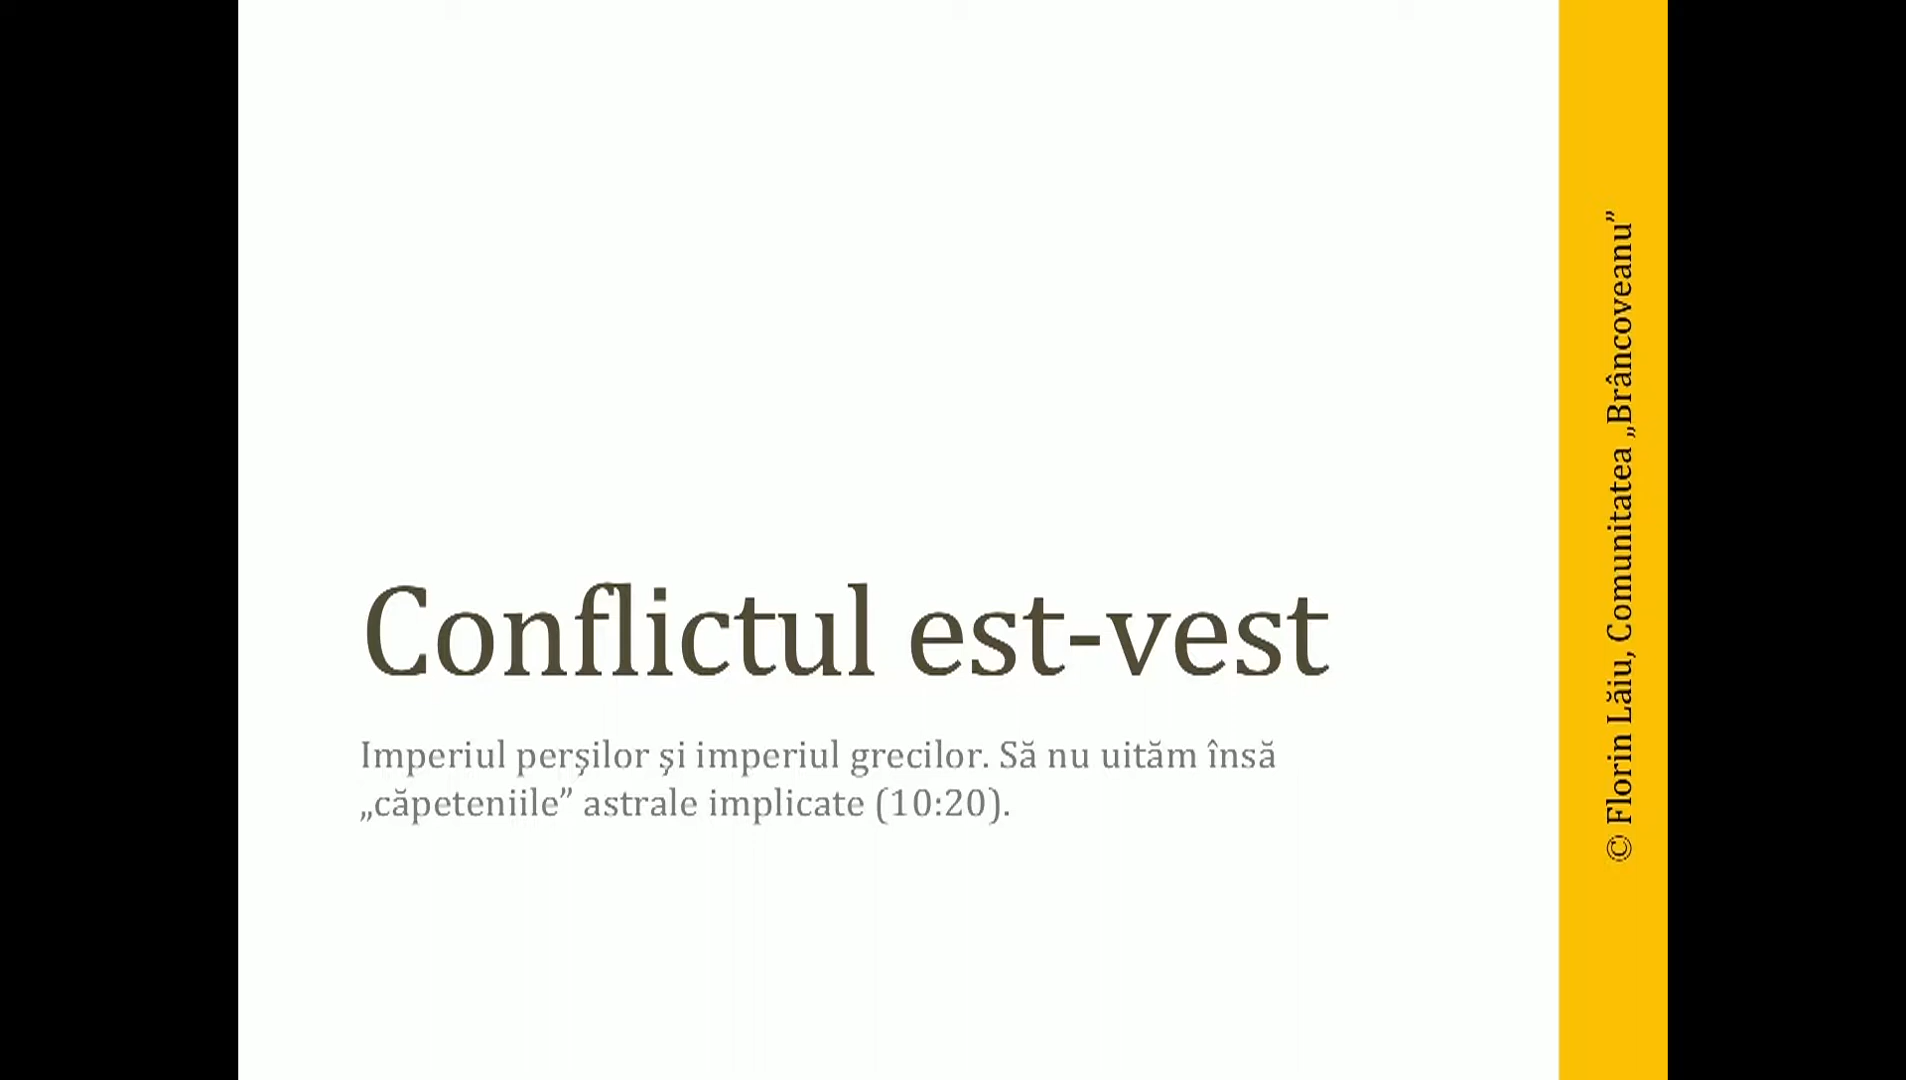 Conflictul est-vest
Imperiul perşilor şi imperiul grecilor. Să nu uităm însă
„căpeteniile” astrale implicate (10:20).
© Florin Lăiu, Comunitatea „Brâncoveanu”